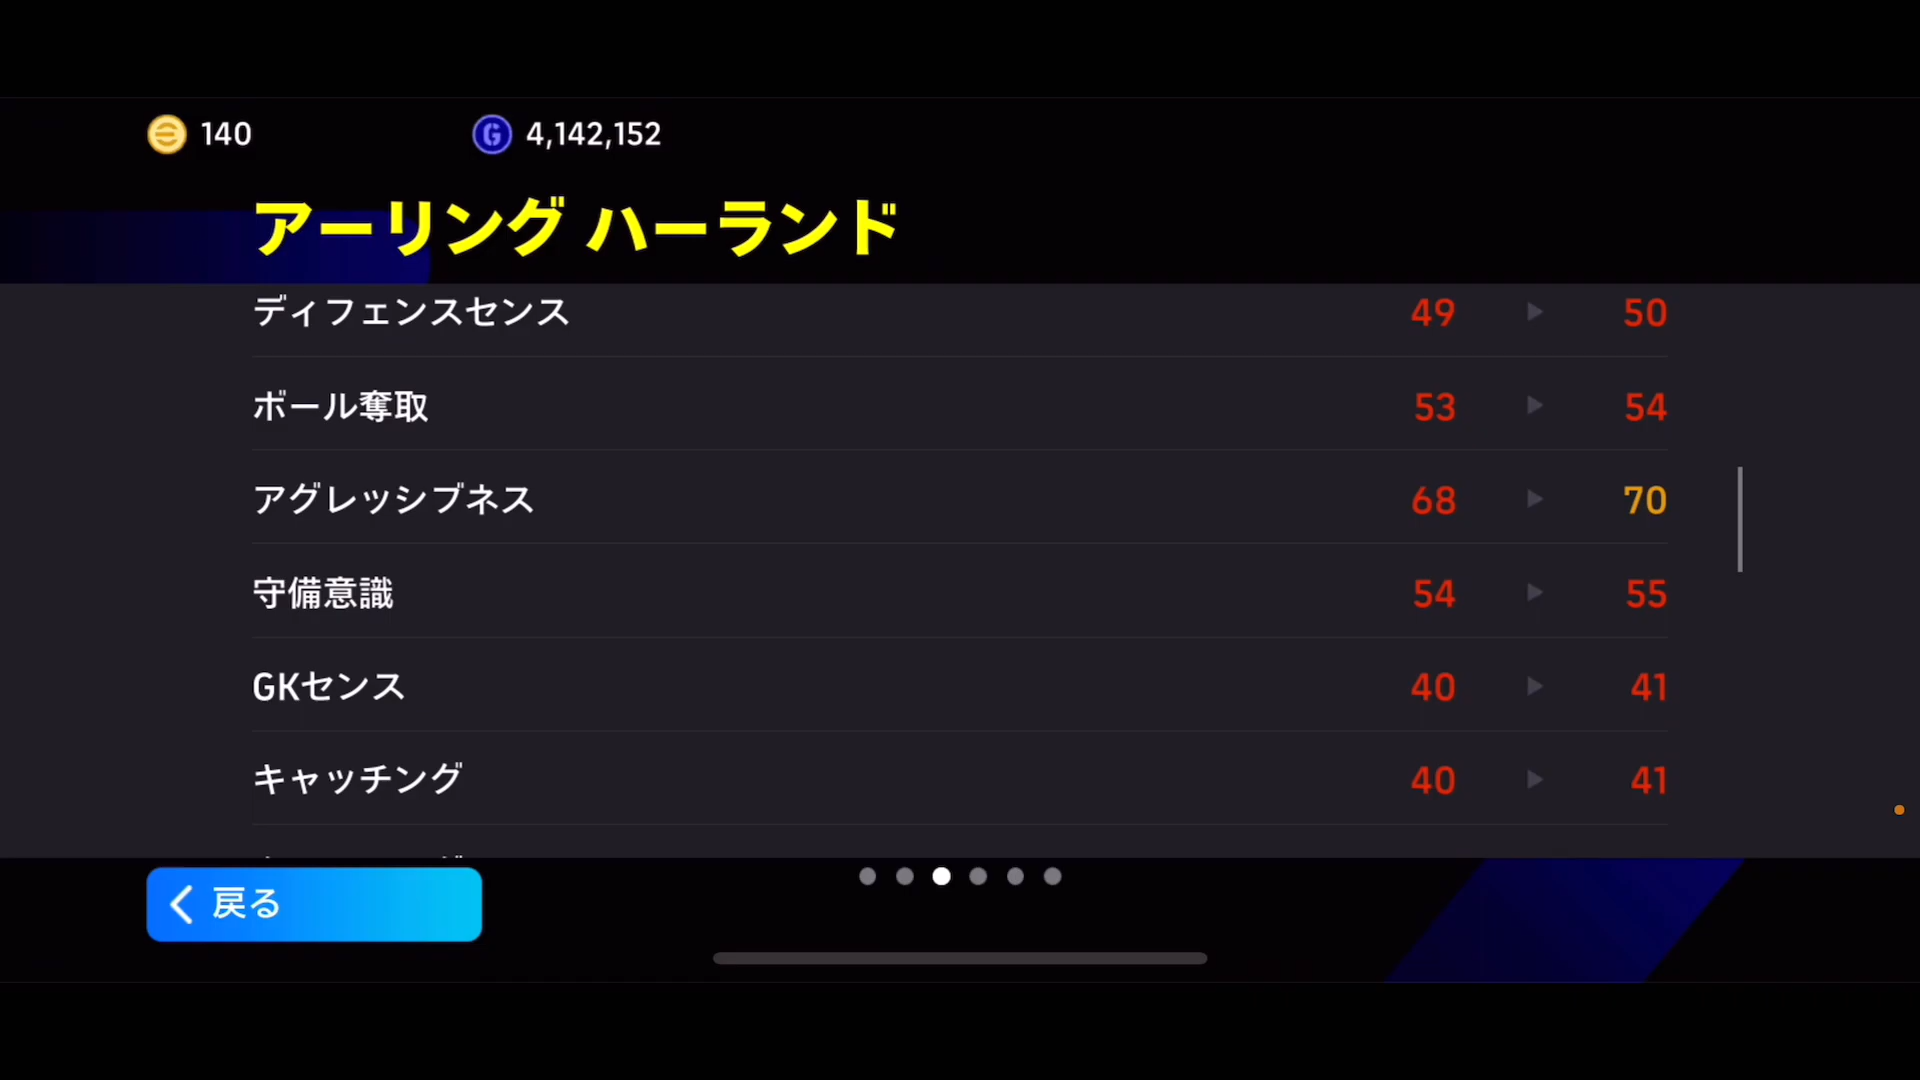 140
4,142,152
アーリング ハーランド
ディフェンスセンス 49 ▶ 50
ボール奪取 53 ▶ 54
アグレッシブネス 68 ▶ 70
守備意識 54 ▶ 55
GKセンス 40 ▶ 41
キャッチング 40 ▶ 41
戻る